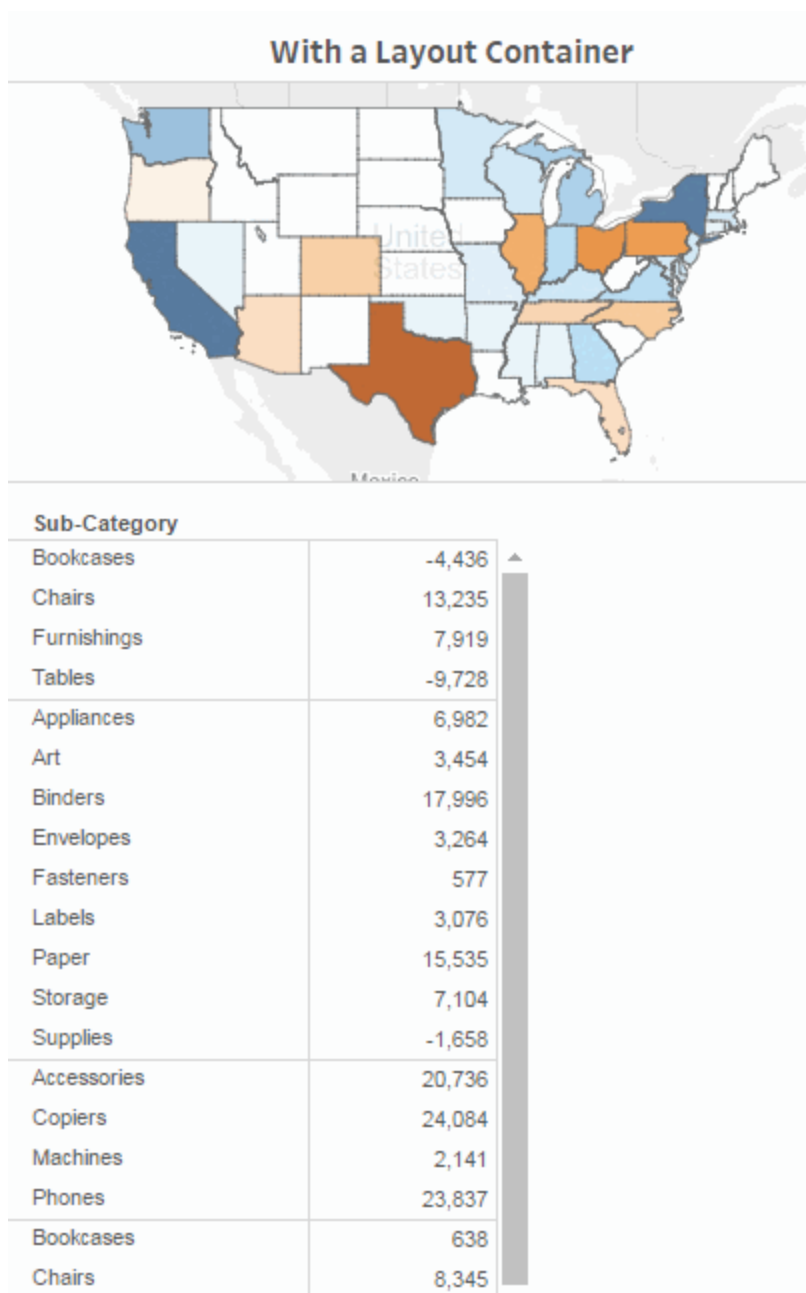 With a Layout Container
United
States
Mexico
Sub-Category
Bookcases -4,436
Chairs 13,235
Furnishings 7,919
Tables -9,728
Appliances 6,982
Art 3,454
Binders 17,996
Envelopes 3,264
Fasteners 577
Labels 3,076
Paper 15,535
Storage 7,104
Supplies -1,658
Accessories 20,736
Copiers 24,084
Machines 2,141
Phones 23,837
Bookcases 638
Chairs 8,345